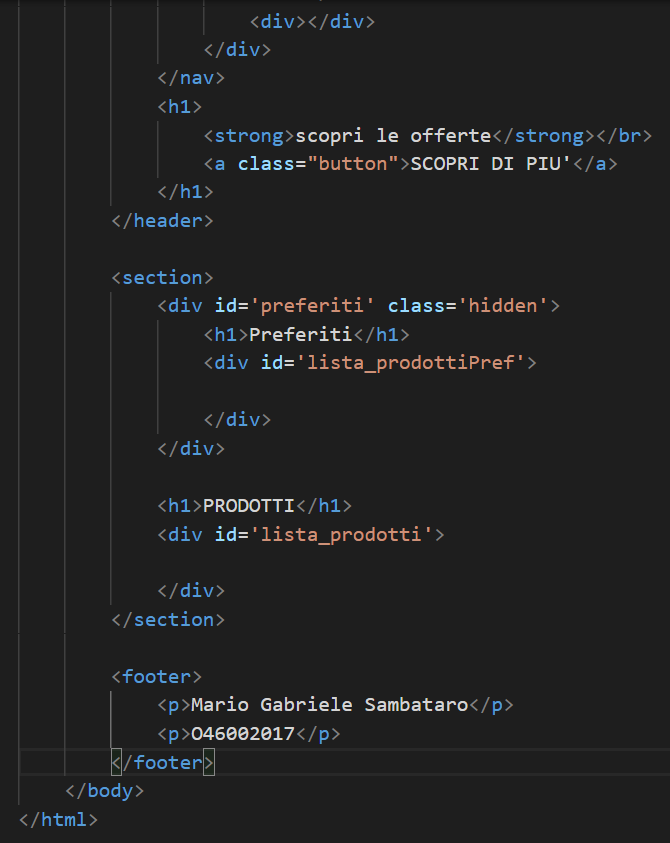 <div></div>
</div>
</nav>
<h1>
<strong>scopri le offerte</strong></br>
<a class="button">SCOPRI DI PIU'</a>
</h1>
</header>
<section>
<div id='preferiti' class='hidden'>
<h1>Preferiti</h1>
<div id='lista_prodottiPref'>
</div>
</div>
<h1>PRODOTTI</h1>
<div id='lista_prodotti'>
</div>
</section>
<footer>
<p>Mario Gabriele Sambataro</p>
<p>O46002017</p>
</footer>
</body>
</html>